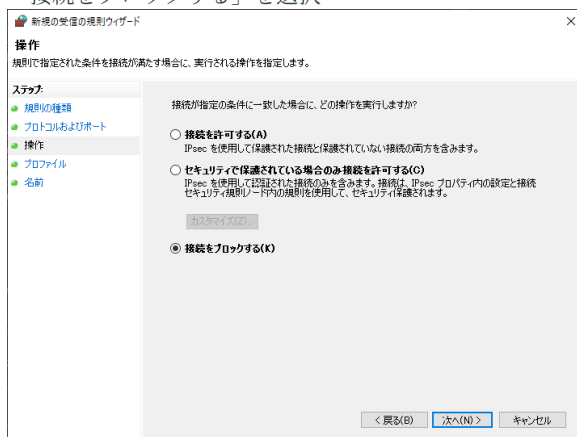 接続をブロックする」を選択
新規の受信の規則ウィザード
操作
規則で指定された条件を接続が満たす場合に、実行される操作を指定します。
ステップ:
規則の種類
プロトコルおよびポート
操作
プロファイル
名前
接続が指定の条件に一致した場合に、どの操作を実行しますか?
接続を許可する(A)
IPsec を使用して保護された接続と保護されていない接続の両方を含みます。
セキュリティで保護されている場合のみ接続を許可する(C)
IPsec を使用して認証された接続のみを含みます。接続は、IPsec プロパティ内の設定と接続
セキュリティ規則ノード内の規則を使用して、セキュリティ保護されます。
カスタマイズ(Z)...
接続をブロックする(K)
< 戻る(B)
次へ(N) >
キャンセル